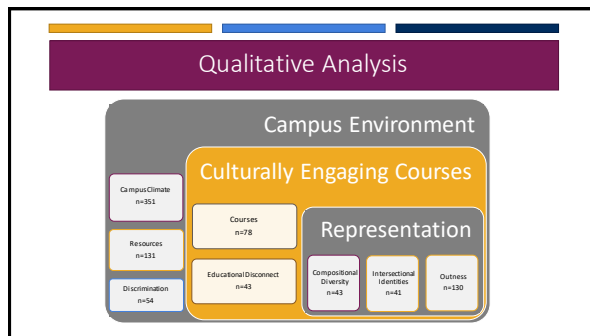 Qualitative Analysis
Campus Environment
Culturally Engaging Courses
Campus Climate
n=351
Courses
n=78
Representation
Resources
n=131
Compositional
Diversity
n=43
Intersectional
Identities
n=41
Outness
n=130
Educational Disconnect
n=43
Discrimination
n=54